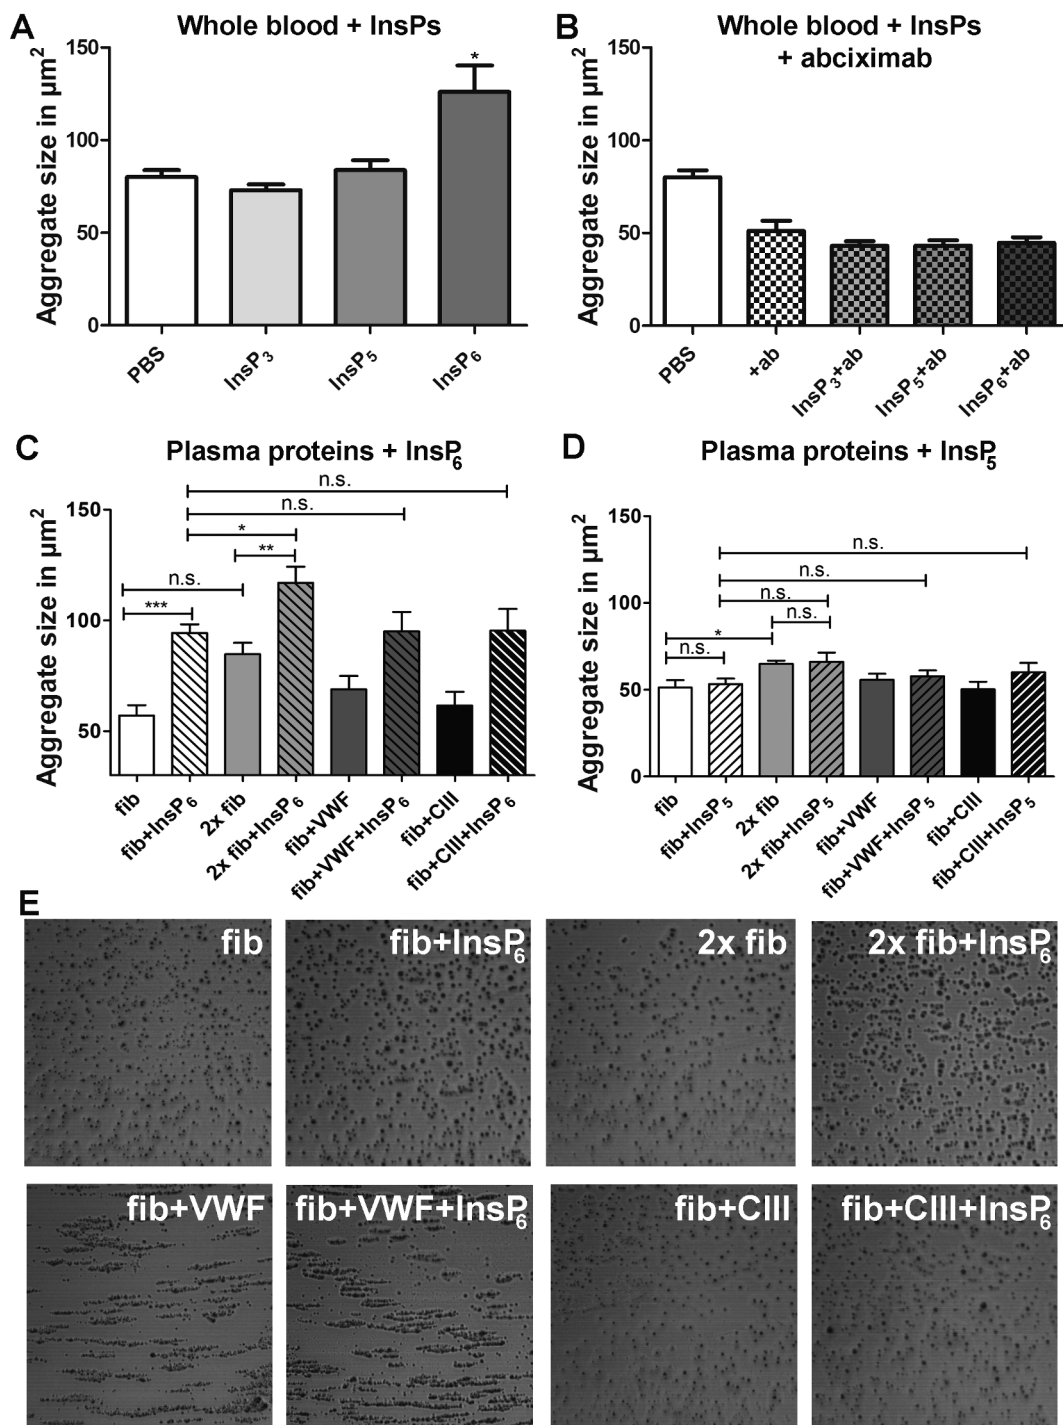 A
Whole blood + InsPs
Aggregate size in µm²
150
100
50
0
*
PBS
InsP₃
InsP₅
InsP₆
B
Whole blood + InsPs
+ abciximab
Aggregate size in µm²
150
100
50
0
PBS
+ab
InsP₃+ab
InsP₅+ab
InsP₆+ab
C
Plasma proteins + InsP₆
Aggregate size in µm²
150
100
50
n.s.
n.s.
*
**
n.s.
***
fib
fib+InsP₆
2x fib
2x fib+InsP₆
fib+VWF
fib+VWF+InsP₆
fib+CIII
fib+CIII+InsP₆
D
Plasma proteins + InsP₅
Aggregate size in µm²
150
100
50
0
n.s.
n.s.
n.s.
n.s.
*
n.s.
fib
fib+InsP₅
2x fib
2x fib+InsP₅
fib+VWF
fib+VWF+InsP₅
fib+CIII
fib+CIII+InsP₅
E
fib
fib+InsP₆
2x fib
2x fib+InsP₆
fib+VWF
fib+VWF+InsP₆
fib+CIII
fib+CIII+InsP₆